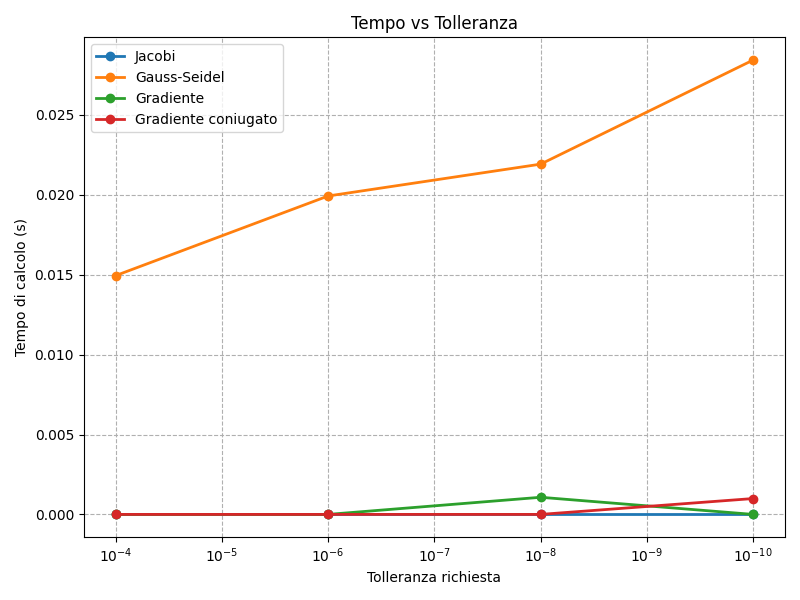 Tempo vs Tolleranza
Jacobi
Gauss-Seidel
Gradiente
Gradiente coniugato
Tempo di calcolo (s)
0.025
0.020
0.015
0.010
0.005
0.000
10⁻⁴ 10⁻⁵ 10⁻⁶ 10⁻⁷ 10⁻⁸ 10⁻⁹ 10⁻¹⁰
Tolleranza richiesta